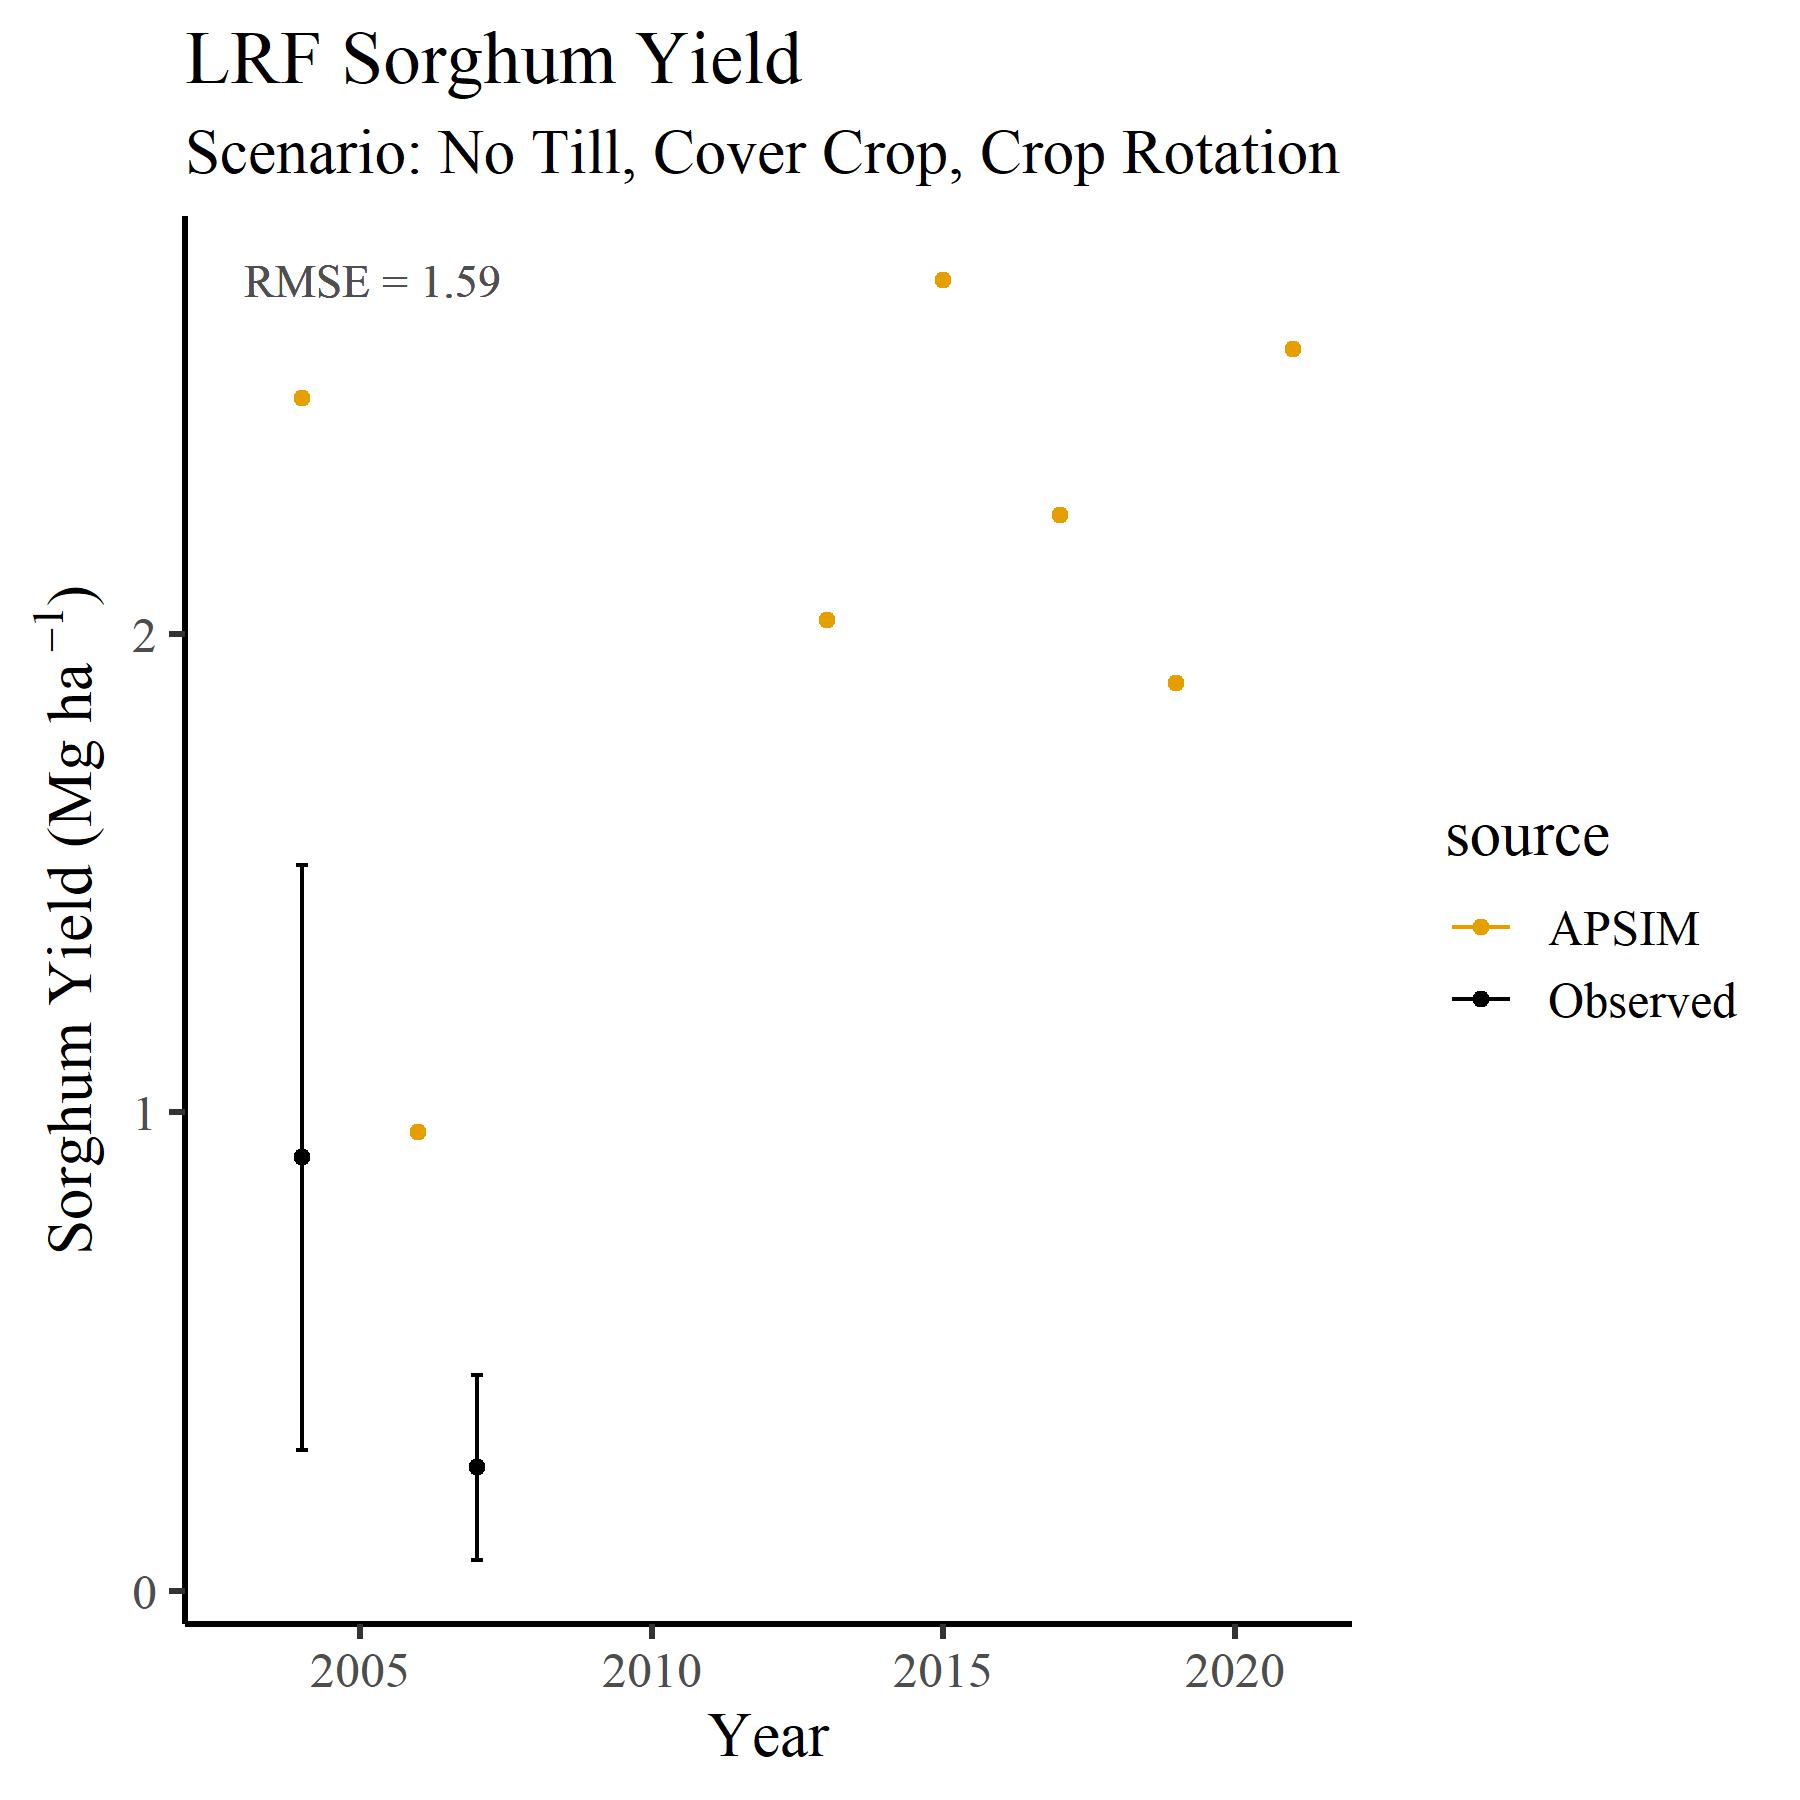 LRF Sorghum Yield
Scenario: No Till, Cover Crop, Crop Rotation
RMSE = 1.59
Sorghum Yield (Mg ha⁻¹)
2
1
0
2005
2010
2015
2020
Year
source
APSIM
Observed